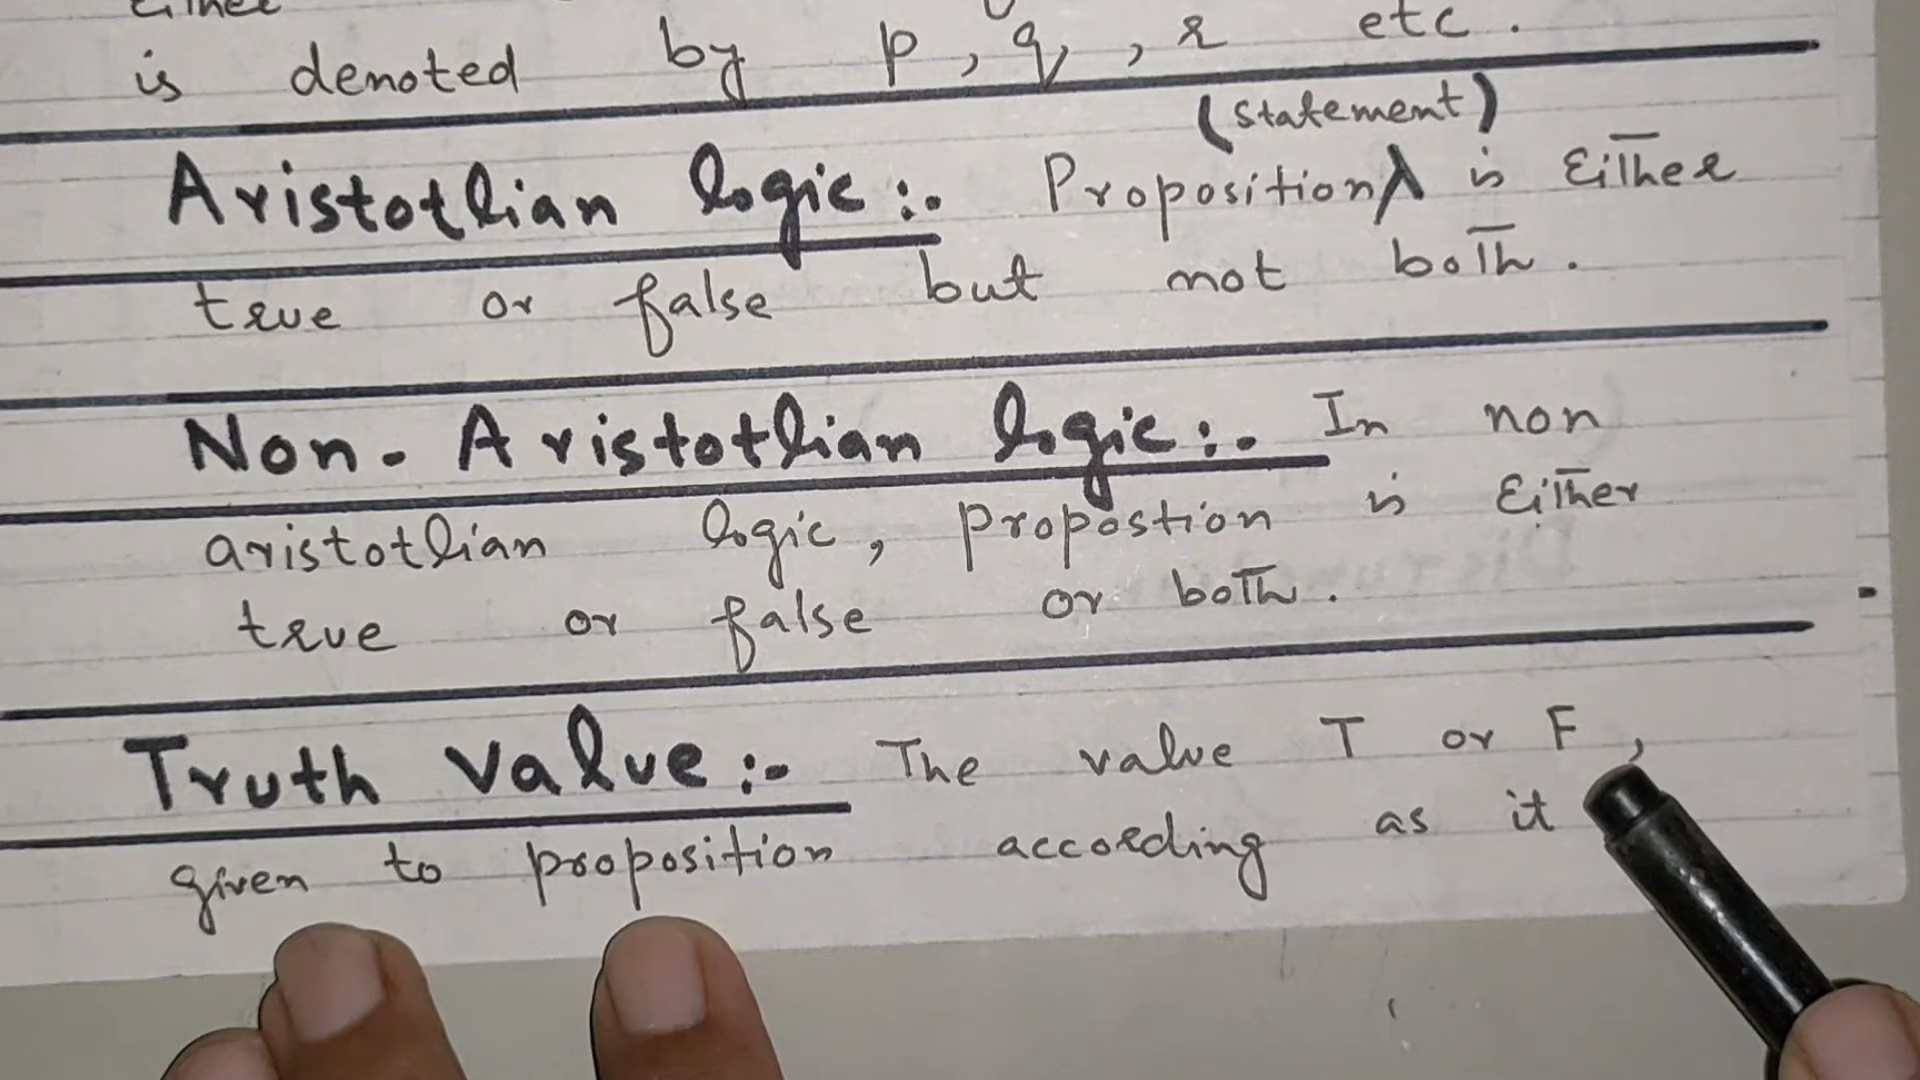 is denoted by p, q, r etc.
(statement)
Aristotlian logic:- Proposition is Either
true or false but not both.
Non-Aristotlian logic:- In non
aristotlian logic, propostion is Either
true or false or both.
Truth value:- The value T or F,
given to proposition according as it